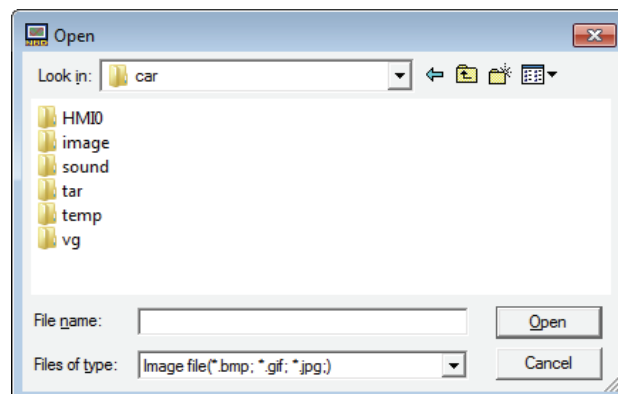 Open
Look in: car
HMI0
image
sound
tar
temp
vg
File name: Open
Files of type: Image file(*.bmp; *.gif; *.jpg;) Cancel